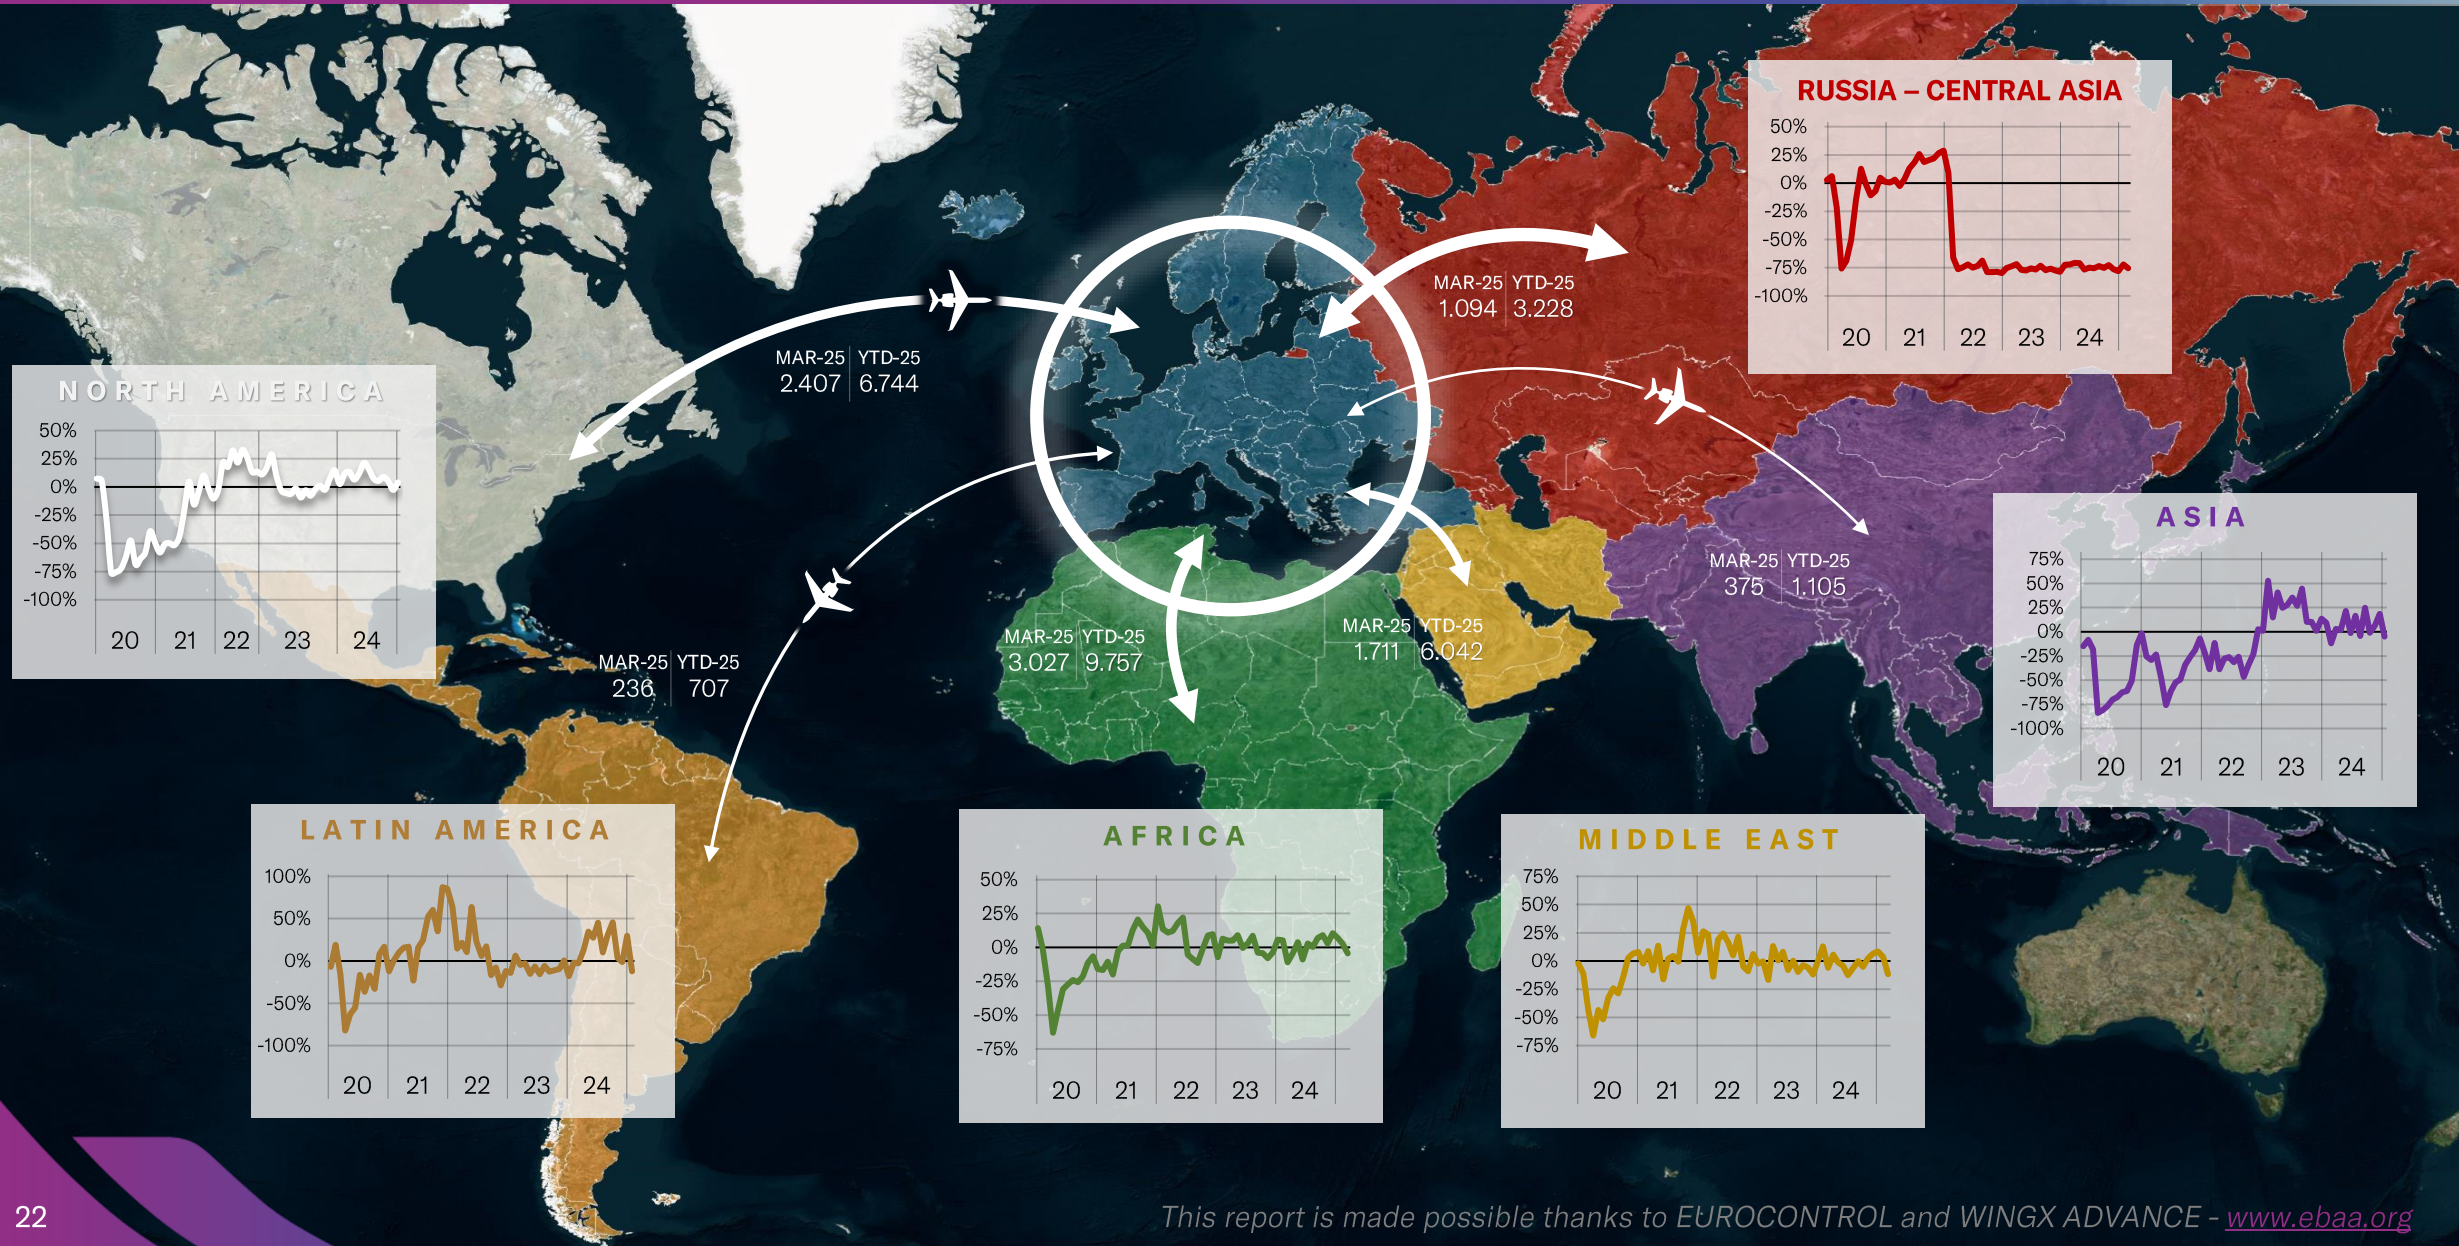 RUSSIA – CENTRAL ASIA
50%
25%
0%
-25%
-50%
-75%
-100%
20 21 22 23 24
MAR-25 YTD-25
1.094 3.228
MAR-25 YTD-25
2.407 6.744
NORTH AMERICA
50%
25%
0%
-25%
-50%
-75%
-100%
20 21 22 23 24
ASIA
75%
50%
25%
0%
-25%
-50%
-75%
-100%
20 21 22 23 24
MAR-25 YTD-25
375 1.105
MAR-25 YTD-25
1.711 6.042
MAR-25 YTD-25
3.027 9.757
MAR-25 YTD-25
236 707
LATIN AMERICA
100%
50%
0%
-50%
-100%
20 21 22 23 24
AFRICA
50%
25%
0%
-25%
-50%
-75%
20 21 22 23 24
MIDDLE EAST
75%
50%
25%
0%
-25%
-50%
-75%
20 21 22 23 24
22
This report is made possible thanks to EUROCONTROL and WINGX ADVANCE - www.ebaa.org